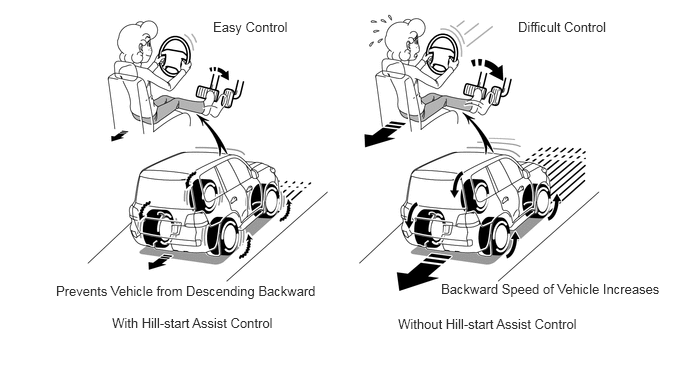 Easy Control
Difficult Control
Prevents Vehicle from Descending Backward
Backward Speed of Vehicle Increases
With Hill-start Assist Control
Without Hill-start Assist Control